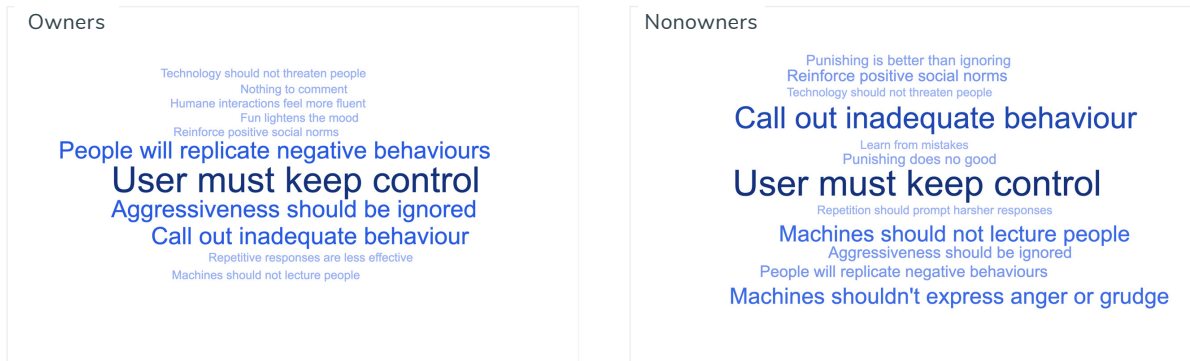 Owners
Technology should not threaten people
Nothing to comment
Humane interactions feel more fluent
Fun lightens the mood
Reinforce positive social norms
People will replicate negative behaviours
User must keep control
Aggressiveness should be ignored
Call out inadequate behaviour
Repetitive responses are less effective
Machines should not lecture people
Nonowners
Punishing is better than ignoring
Reinforce positive social norms
Technology should not threaten people
Call out inadequate behaviour
Learn from mistakes
Punishing does no good
User must keep control
Repetition should prompt harsher responses
Machines should not lecture people
Aggressiveness should be ignored
People will replicate negative behaviours
Machines shouldn't express anger or grudge